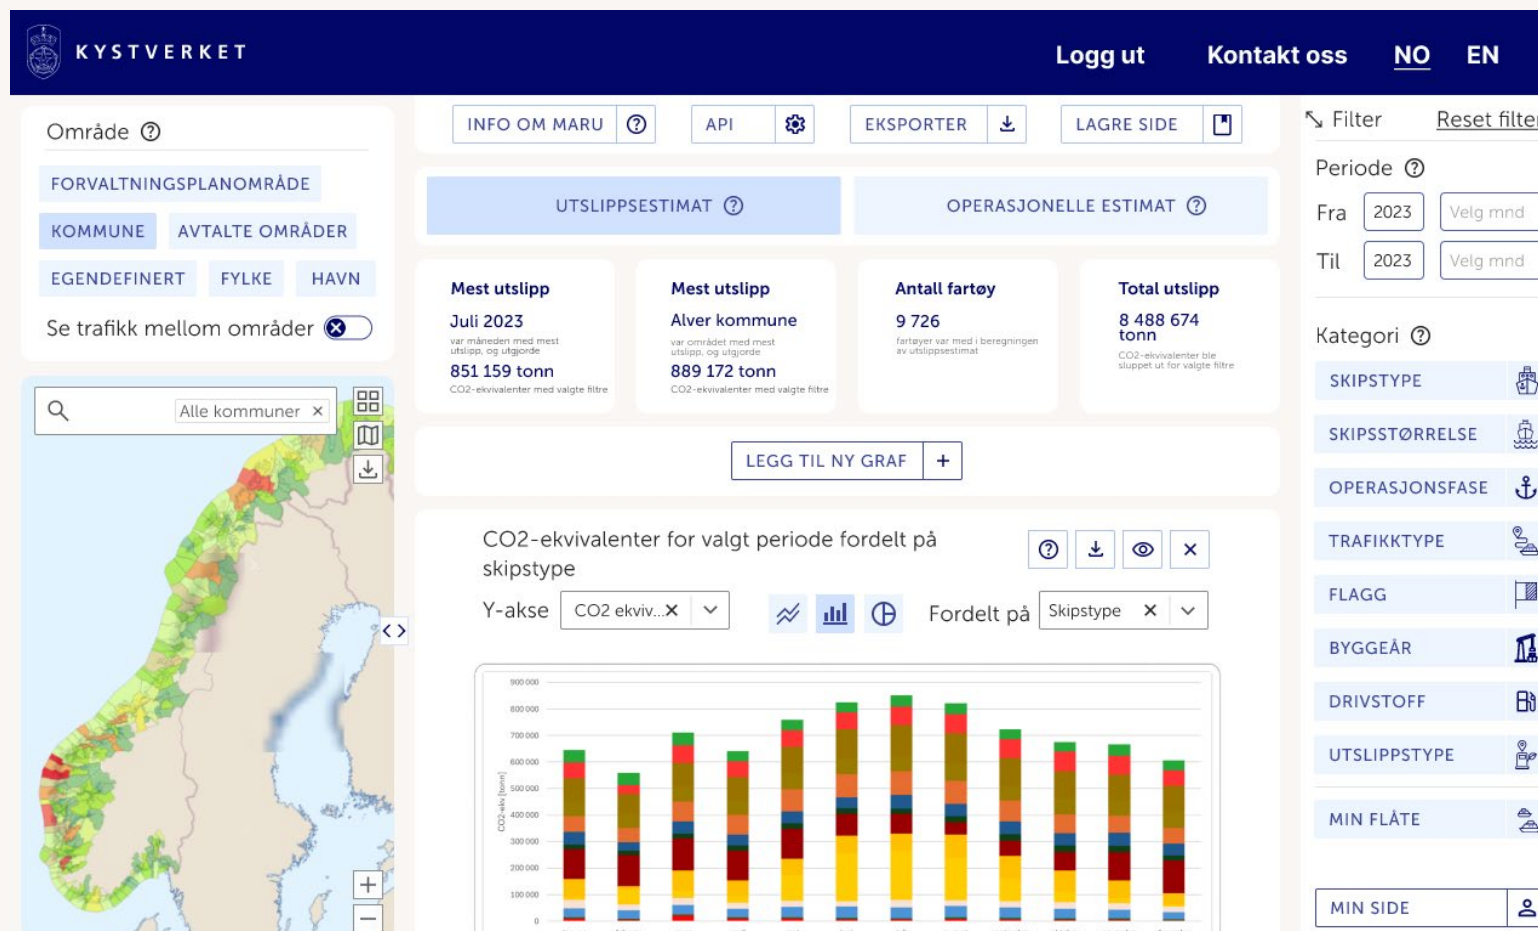 KYSTVERKET
Logg ut
Kontakt oss
NO
EN
Område
FORVALTNINGSPLANOMRÅDE
KOMMUNE
AVTALTE OMRÅDER
EGENDEFINERT
FYLKE
HAVN
Se trafikk mellom områder
Alle kommuner ×
INFO OM MARU
API
EKSPORTER
LAGRE SIDE
UTSLIPPSESTIMAT
OPERASJONELLE ESTIMAT
Mest utslipp
Juli 2023
var måneden med mest
utslipp, og utgjorde
851 159 tonn
CO2-ekvivalenter med valgte filtre
Mest utslipp
Alver kommune
var området med mest
utslipp, og utgjorde
889 172 tonn
CO2-ekvivalenter med valgte filtre
Antall fartøy
9 726
fartøyer var med i beregningen
av utslippsestimat
Total utslipp
8 488 674
tonn
CO2-ekvivalenter ble
sluppet ut for valgte filtre
LEGG TIL NY GRAF +
CO2-ekvivalenter for valgt periode fordelt på
skipstype
Y-akse
CO2 ekviv...
Fordelt på
Skipstype
CO2-ekv [tonn]
900 000
800 000
700 000
600 000
500 000
400 000
300 000
200 000
100 000
0
Filter
Reset filter
Periode
Fra
2023
Velg mnd
Til
2023
Velg mnd
Kategori
SKIPSTYPE
SKIPSSTØRRELSE
OPERASJONSFASE
TRAFIKKTYPE
FLAGG
BYGGEÅR
DRIVSTOFF
UTSLIPPSTYPE
MIN FLÅTE
MIN SIDE